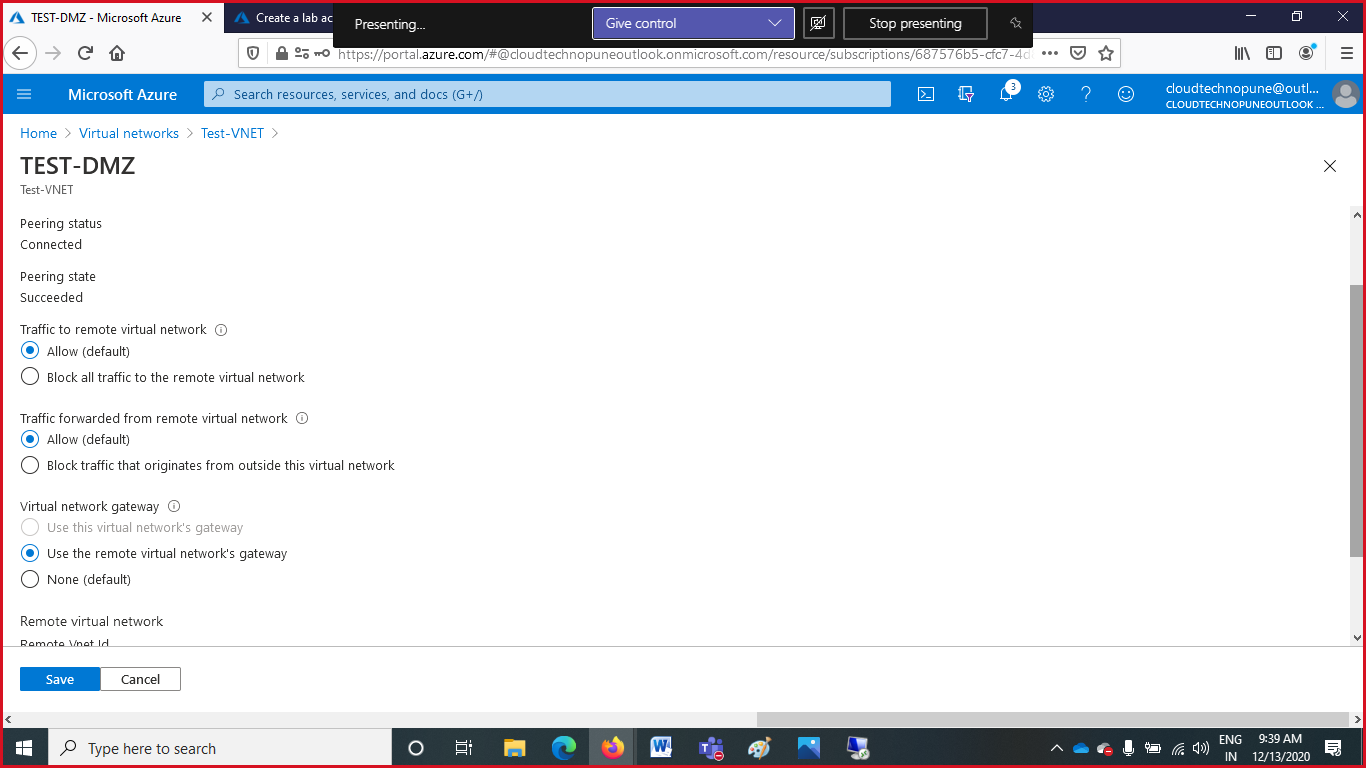 TEST-DMZ - Microsoft Azure
Create a lab ac
Presenting...
Give control
Stop presenting
https://portal.azure.com/#@cloudtechnopuneoutlook.onmicrosoft.com/resource/subscriptions/687576b5-cfc7-4d
Microsoft Azure
Search resources, services, and docs (G+/)
3
cloudtechnopune@outl...
CLOUDTECHNOPUNEOUTLOOK ...
Home > Virtual networks > Test-VNET >
TEST-DMZ
Test-VNET
Peering status
Connected
Peering state
Succeeded
Traffic to remote virtual network
Allow (default)
Block all traffic to the remote virtual network
Traffic forwarded from remote virtual network
Allow (default)
Block traffic that originates from outside this virtual network
Virtual network gateway
Use this virtual network's gateway
Use the remote virtual network's gateway
None (default)
Remote virtual network
Remote Vnet Id
Save
Cancel
Type here to search
ENG
IN
9:39 AM
12/13/2020